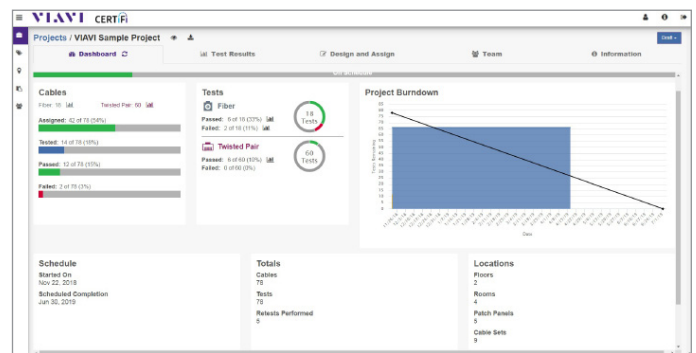 VIAVI CERTiFi
Projects / VIAVI Sample Project
Draft
Dashboard
Test Results
Design and Assign
Team
Information
On Schedule
Cables
Fiber: 18
Twisted Pair: 60
Assigned: 42 of 78 (54%)
Tested: 14 of 78 (18%)
Passed: 12 of 78 (15%)
Failed: 2 of 78 (3%)
Tests
Fiber
Passed: 6 of 18 (33%)
Failed: 2 of 18 (11%)
18
Tests
Twisted Pair
Passed: 6 of 60 (10%)
Failed: 0 of 60 (0%)
60
Tests
Project Burndown
Tests Remaining
Date
Schedule
Started On
Nov 22, 2018
Scheduled Completion
Jun 30, 2019
Totals
Cables
78
Tests
78
Retests Performed
5
Locations
Floors
2
Rooms
4
Patch Panels
5
Cable Sets
9